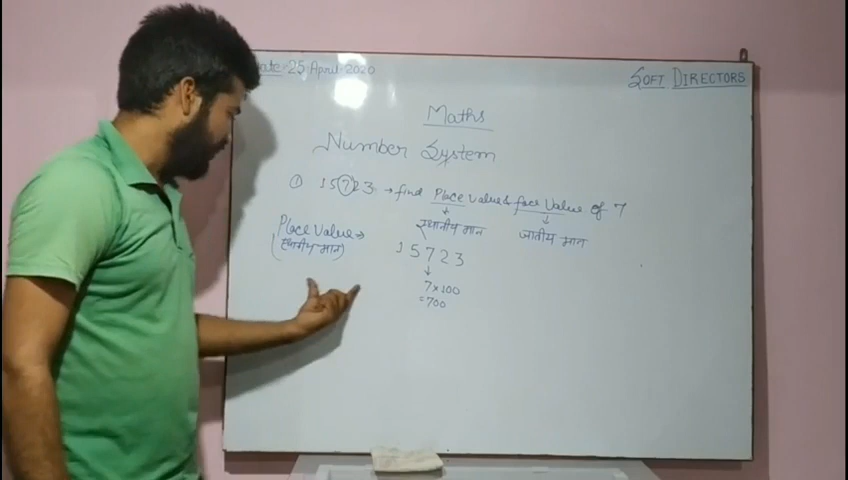 Date: 25 April 2020
SOFT DIRECTORS
Maths
Number System
① 15723 → find Place value & face value of 7
स्थानीय मान
जातीय मान
Place value ⇒
(स्थानीय मान)
15723
↓
7×100
=700